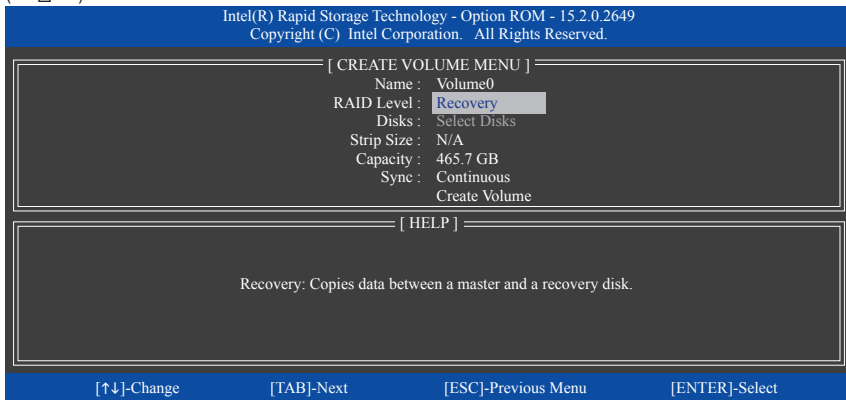 Intel(R) Rapid Storage Technology - Option ROM - 15.2.0.2649
Copyright (C) Intel Corporation. All Rights Reserved.
[ CREATE VOLUME MENU ]
Name : Volume0
RAID Level : Recovery
Disks : Select Disks
Strip Size : N/A
Capacity : 465.7 GB
Sync : Continuous
Create Volume
[ HELP ]
Recovery: Copies data between a master and a recovery disk.
[↑↓]-Change [TAB]-Next [ESC]-Previous Menu [ENTER]-Select